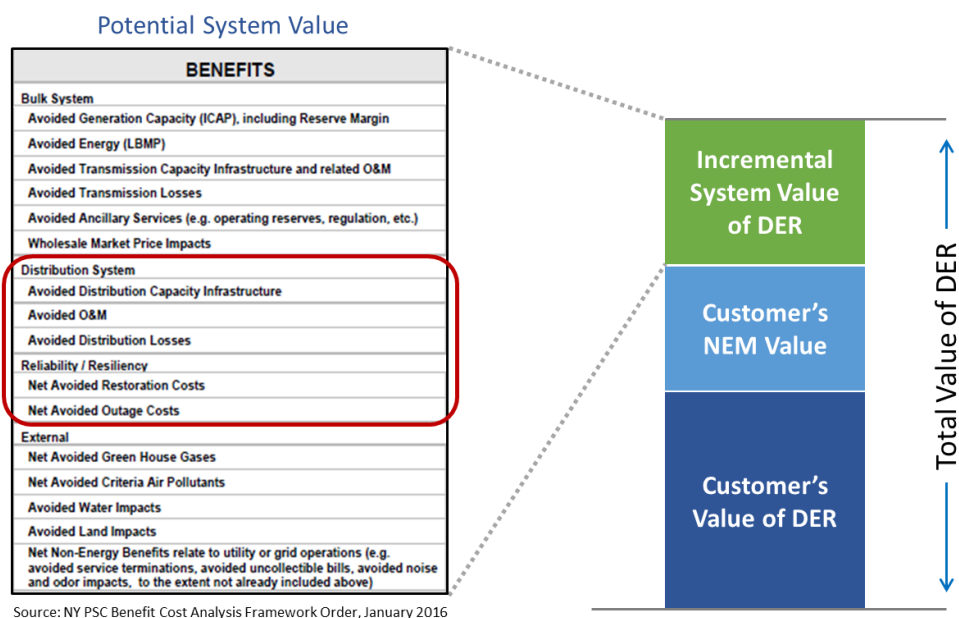 Potential System Value
BENEFITS
Bulk System
Avoided Generation Capacity (ICAP), including Reserve Margin
Avoided Energy (LBMP)
Avoided Transmission Capacity Infrastructure and related O&M
Avoided Transmission Losses
Avoided Ancillary Services (e.g. operating reserves, regulation, etc.)
Wholesale Market Price Impacts
Distribution System
Avoided Distribution Capacity Infrastructure
Avoided O&M
Avoided Distribution Losses
Reliability / Resiliency
Net Avoided Restoration Costs
Net Avoided Outage Costs
External
Net Avoided Green House Gases
Net Avoided Criteria Air Pollutants
Avoided Water Impacts
Avoided Land Impacts
Net Non-Energy Benefits relate to utility or grid operations (e.g.
avoided service terminations, avoided uncollectible bills, avoided noise
and odor impacts, to the extent not already included above)
Source: NY PSC Benefit Cost Analysis Framework Order, January 2016
Incremental
System Value
of DER
Customer's
NEM Value
Customer's
Value of DER
Total Value of DER